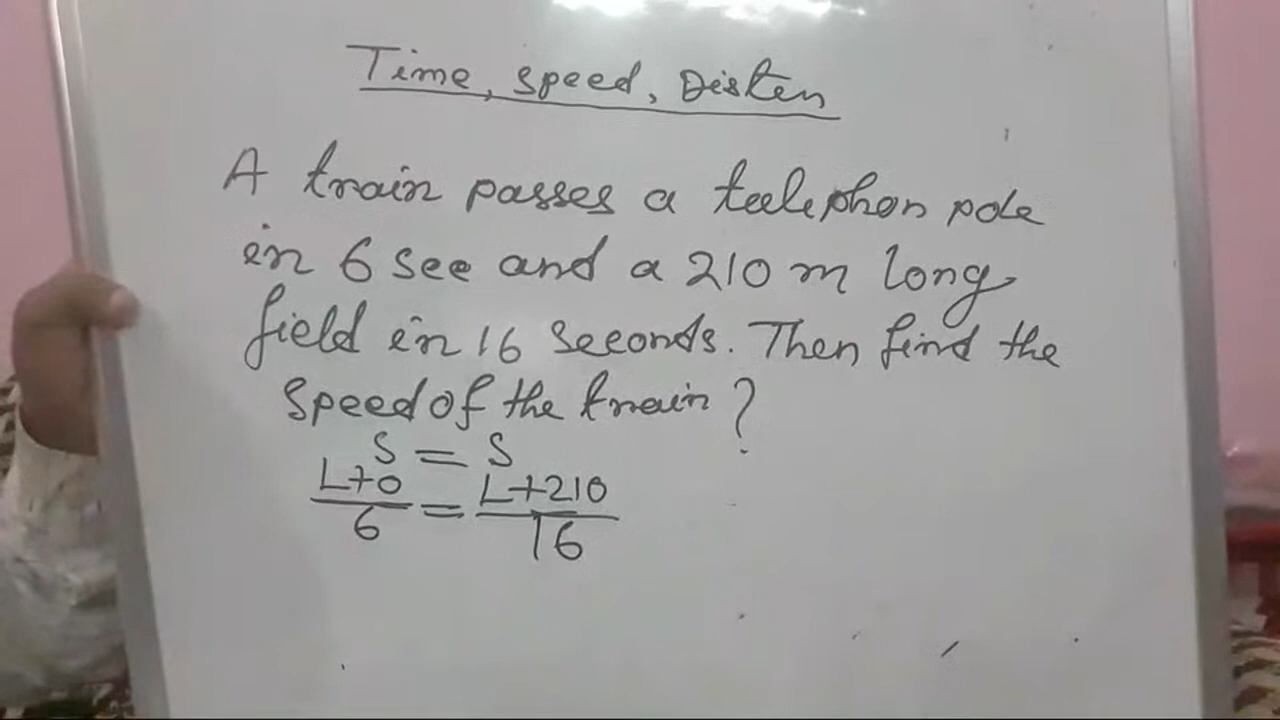 Time, speed, Disten
A train passes a teelephon pole
in 6 see and a 210 m long
field in 16 seconds. Then find the
speed of the train?
S = S
L+0/6 = L+210/16